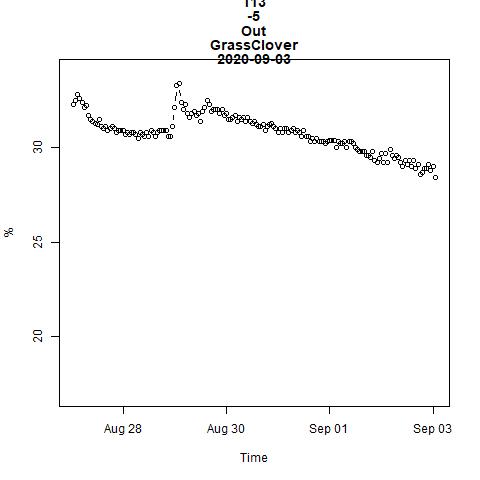 113
-5
Out
GrassClover
2020-09-03
30
25
20
%
Aug 28
Aug 30
Sep 01
Sep 03
Time